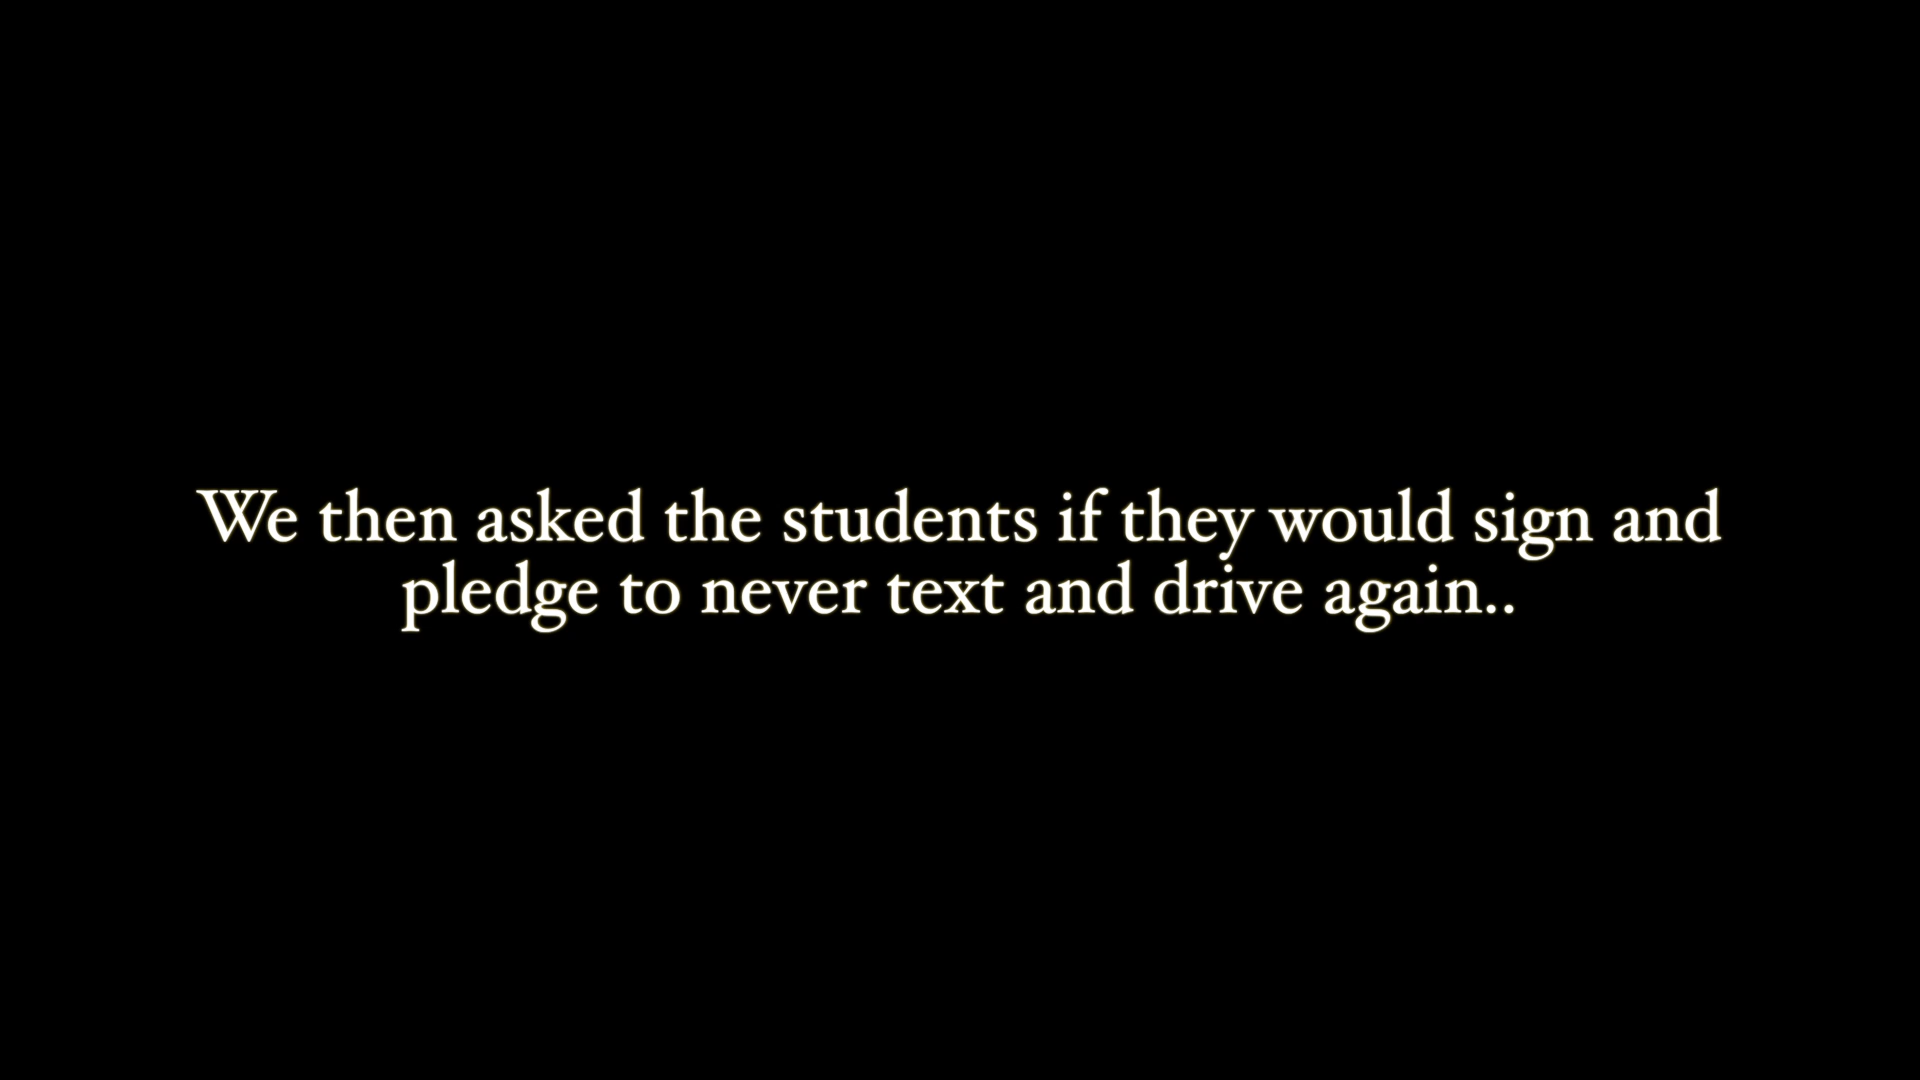 We then asked the students if they would sign and
pledge to never text and drive again..